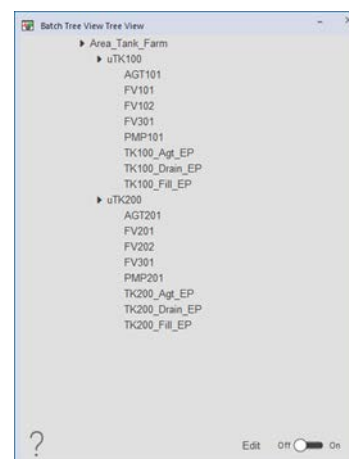 Batch Tree View Tree View
Area_Tank_Farm
uTK100
AGT101
FV101
FV102
FV301
PMP101
TK100_Agt_EP
TK100_Drain_EP
TK100_Fill_EP
uTK200
AGT201
FV201
FV202
FV301
PMP201
TK200_Agt_EP
TK200_Drain_EP
TK200_Fill_EP
? Edit Off On